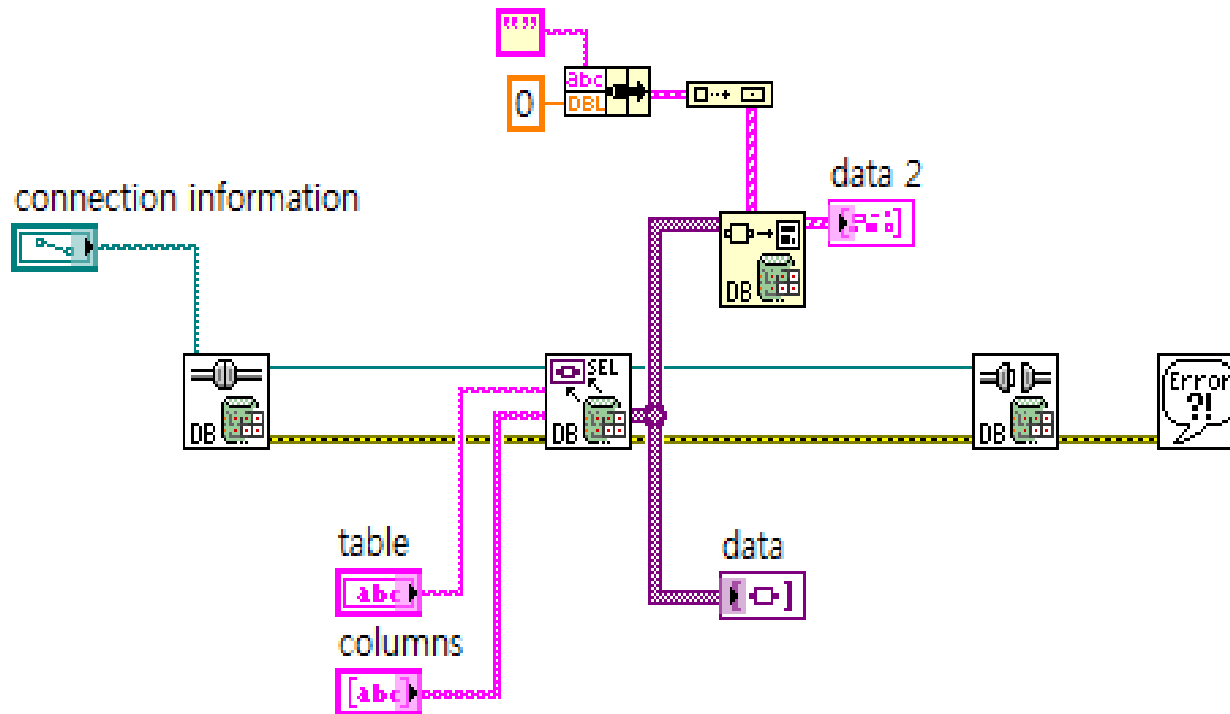 ""
abc
0
DBL
data 2
connection information
DB
SEL
DB
DB
DB
Error
?!
table
abc
data
columns
[abc]